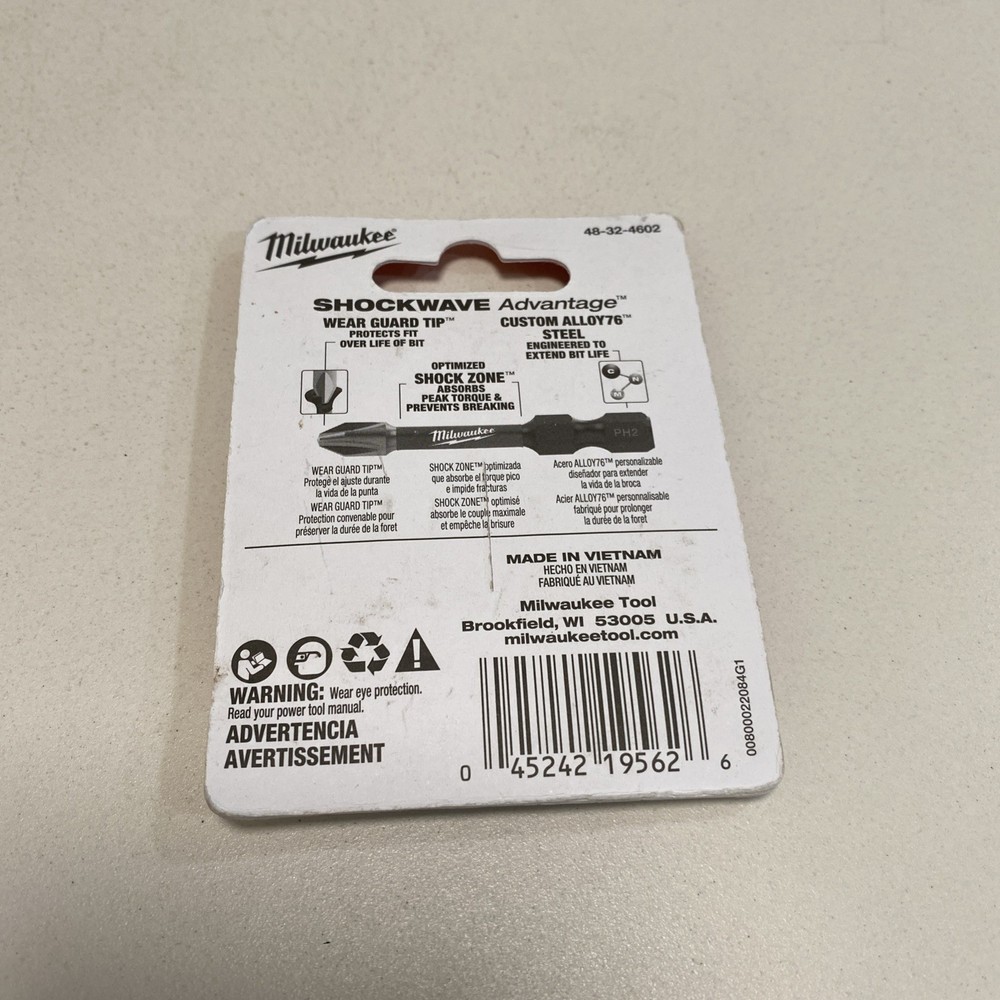 Milwaukee
48-32-4602
SHOCKWAVE Advantage™
WEAR GUARD TIP™
PROTECTS FIT
OVER LIFE OF BIT
CUSTOM ALLOY76™
STEEL
ENGINEERED TO
EXTEND BIT LIFE
OPTIMIZED
SHOCK ZONE™
ABSORBS
PEAK TORQUE &
PREVENTS BREAKING
C
N
M
Milwaukee
PH2
WEAR GUARD TIP™
Protege el ajuste durante
la vida de la punta
WEAR GUARD TIP™
Protection convenable pour
préserver la durée de la foret
SHOCK ZONE™ optimizada
que absorbe el torque pico
e impide fracturas
SHOCK ZONE™ optimisé
absorbe le couple maximale
et empêche la brisure
Acero ALLOY76™ personalizable
diseñador para extender
la vida de la broca
Acier ALLOY76™ personnalisable
fabriqué pour prolonger
la durée de la foret
MADE IN VIETNAM
HECHO EN VIETNAM
FABRIQUÉ AU VIETNAM
Milwaukee Tool
Brookfield, WI 53005 U.S.A.
milwaukeetool.com
WARNING: Wear eye protection.
Read your power tool manual.
ADVERTENCIA
AVERTISSEMENT
0 45242 19562 6
00800022084G1